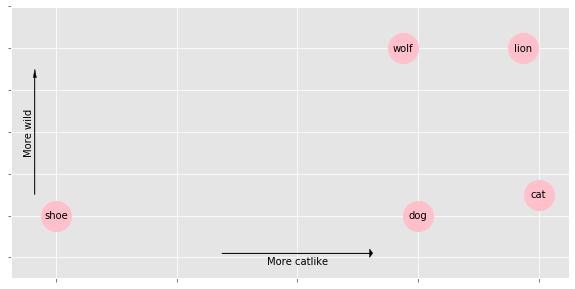 wolf
lion
More wild
cat
shoe
dog
More catlike